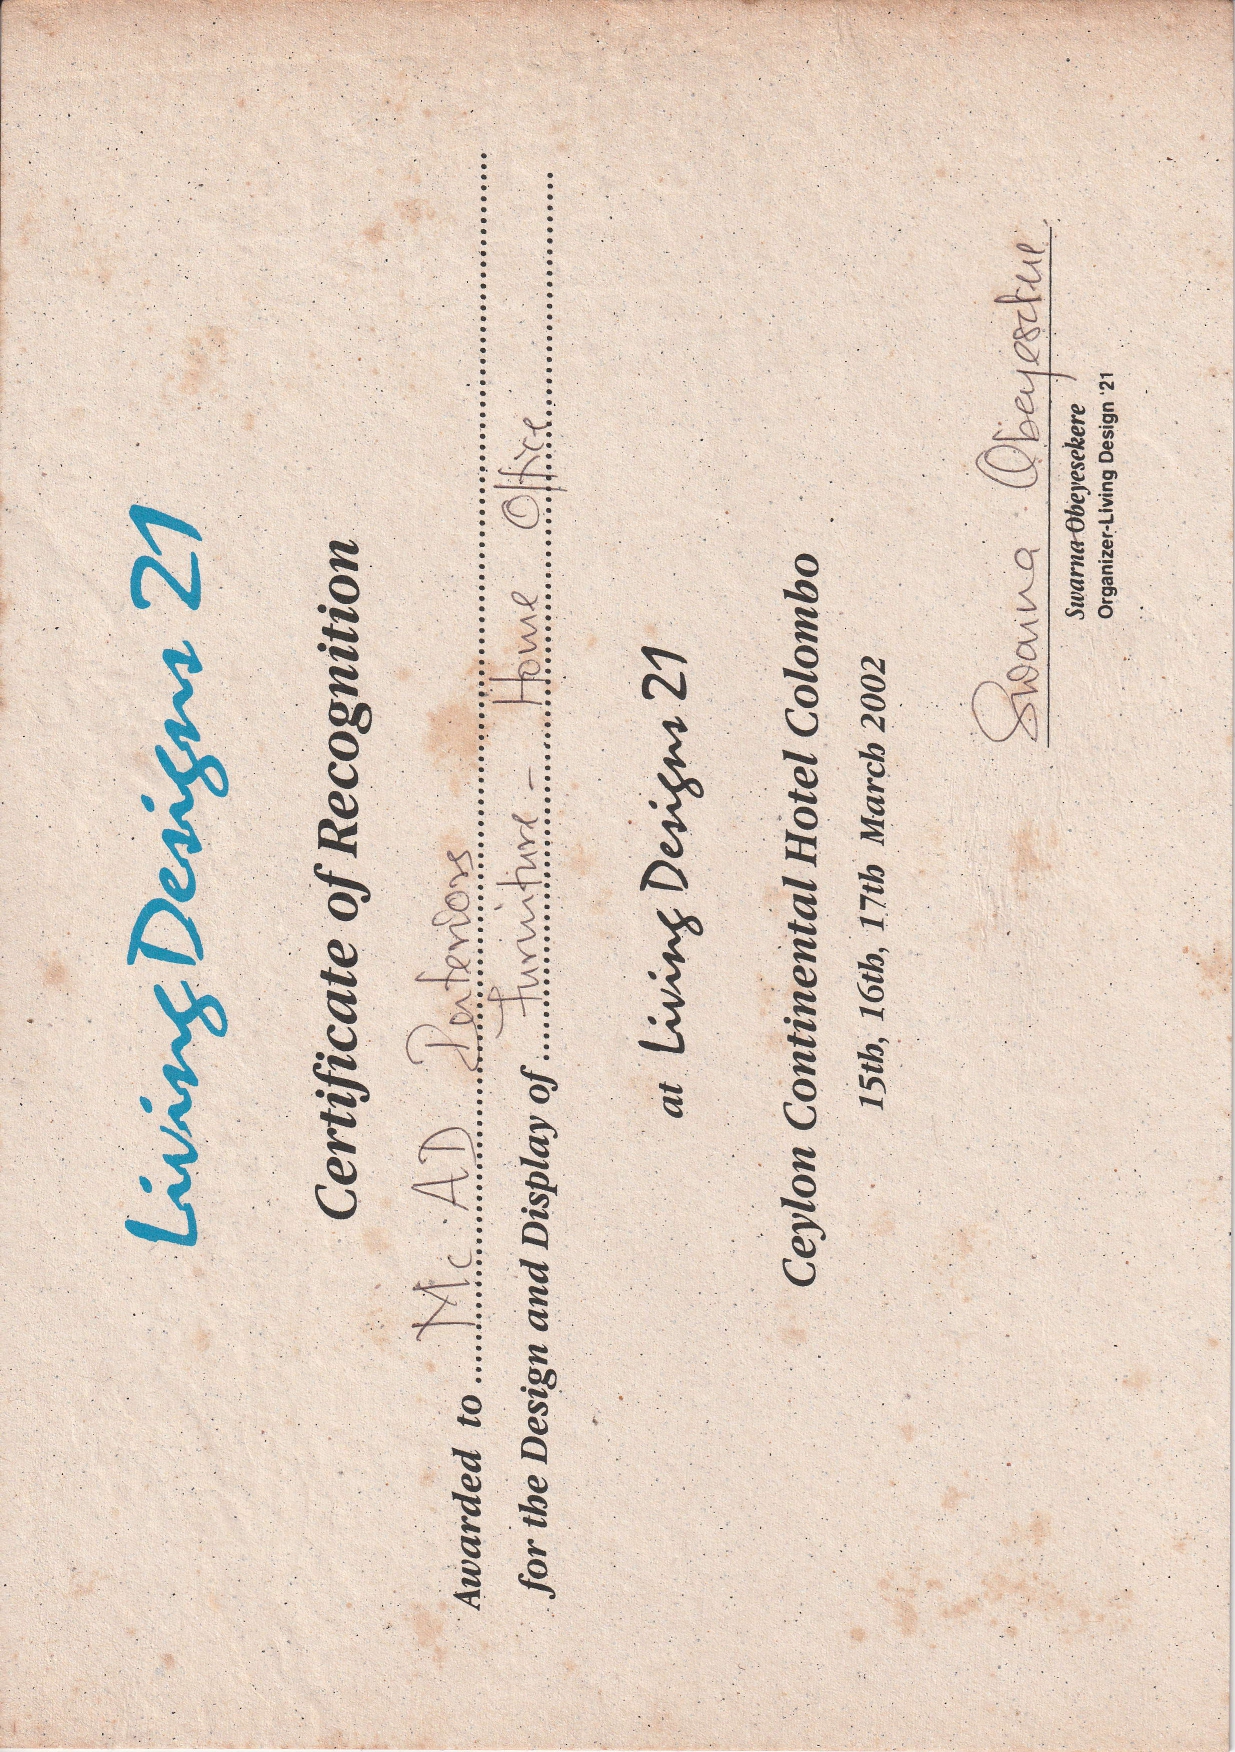 Living Designs 21
Certificate of Recognition
Awarded to Mc AD Interiors
for the Design and Display of Furniture - Home Office
at Living Designs 21
Ceylon Continental Hotel Colombo
15th, 16th, 17th March 2002
Swarna Obeyesekere
Swarna Obeyesekere
Organizer-Living Design '21